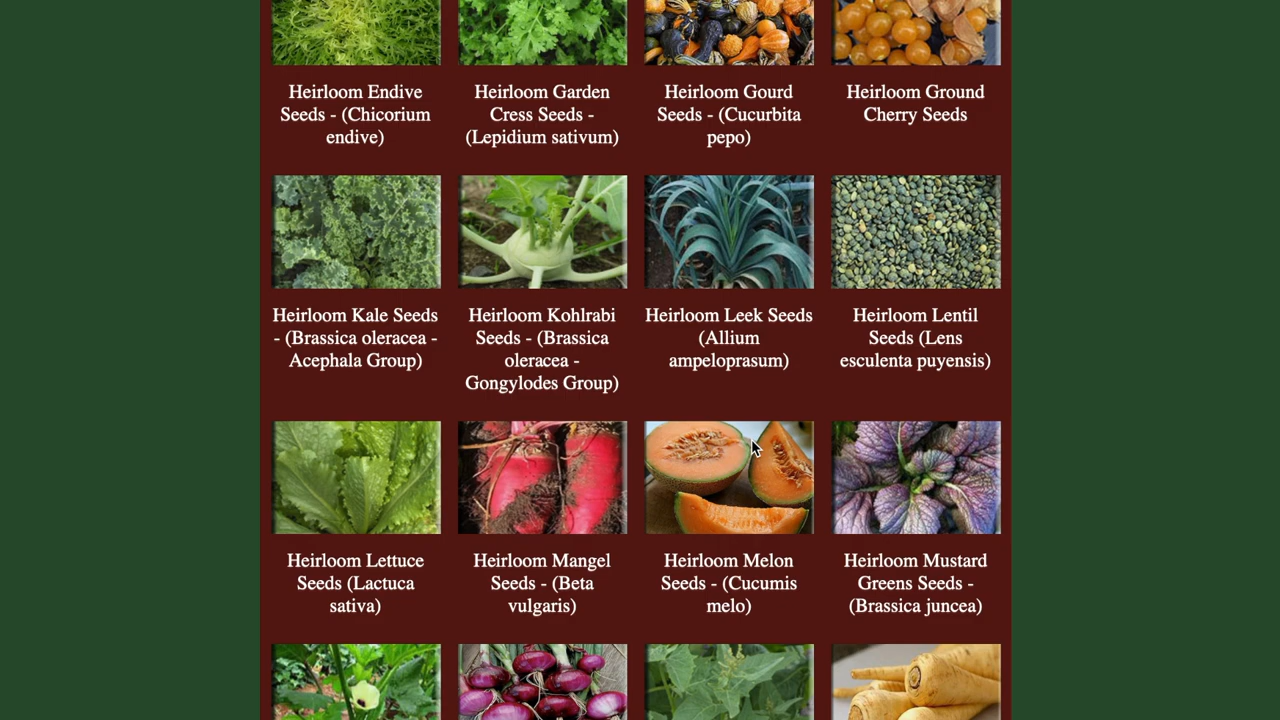 Heirloom Endive
Seeds - (Chicorium
endive)
Heirloom Garden
Cress Seeds -
(Lepidium sativum)
Heirloom Gourd
Seeds - (Cucurbita
pepo)
Heirloom Ground
Cherry Seeds
Heirloom Kale Seeds
- (Brassica oleracea -
Acephala Group)
Heirloom Kohlrabi
Seeds - (Brassica
oleracea -
Gongylodes Group)
Heirloom Leek Seeds
(Allium
ampeloprasum)
Heirloom Lentil
Seeds (Lens
esculenta puyensis)
Heirloom Lettuce
Seeds (Lactuca
sativa)
Heirloom Mangel
Seeds - (Beta
vulgaris)
Heirloom Melon
Seeds - (Cucumis
melo)
Heirloom Mustard
Greens Seeds -
(Brassica juncea)